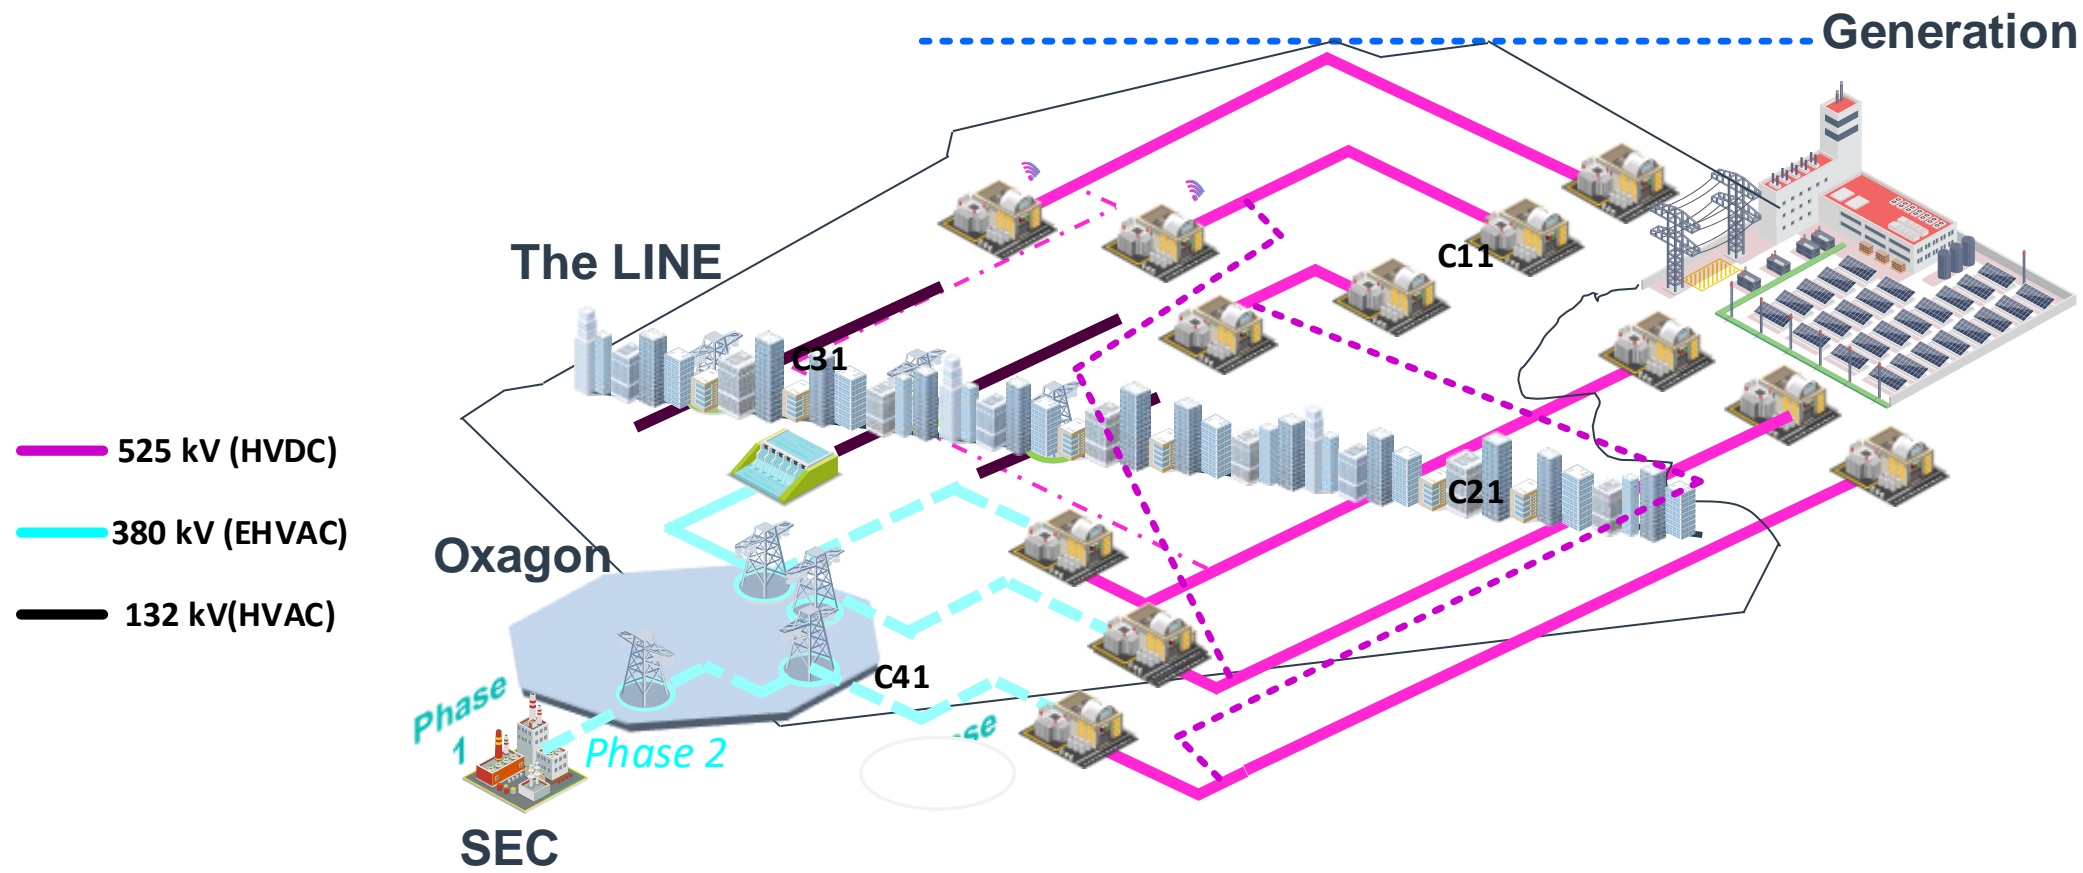 Generation
The LINE
C11
C31
525 kV (HVDC)
C21
380 kV (EHVAC)
Oxagon
132 kV(HVAC)
C41
Phase
1
Phase 2
se
SEC